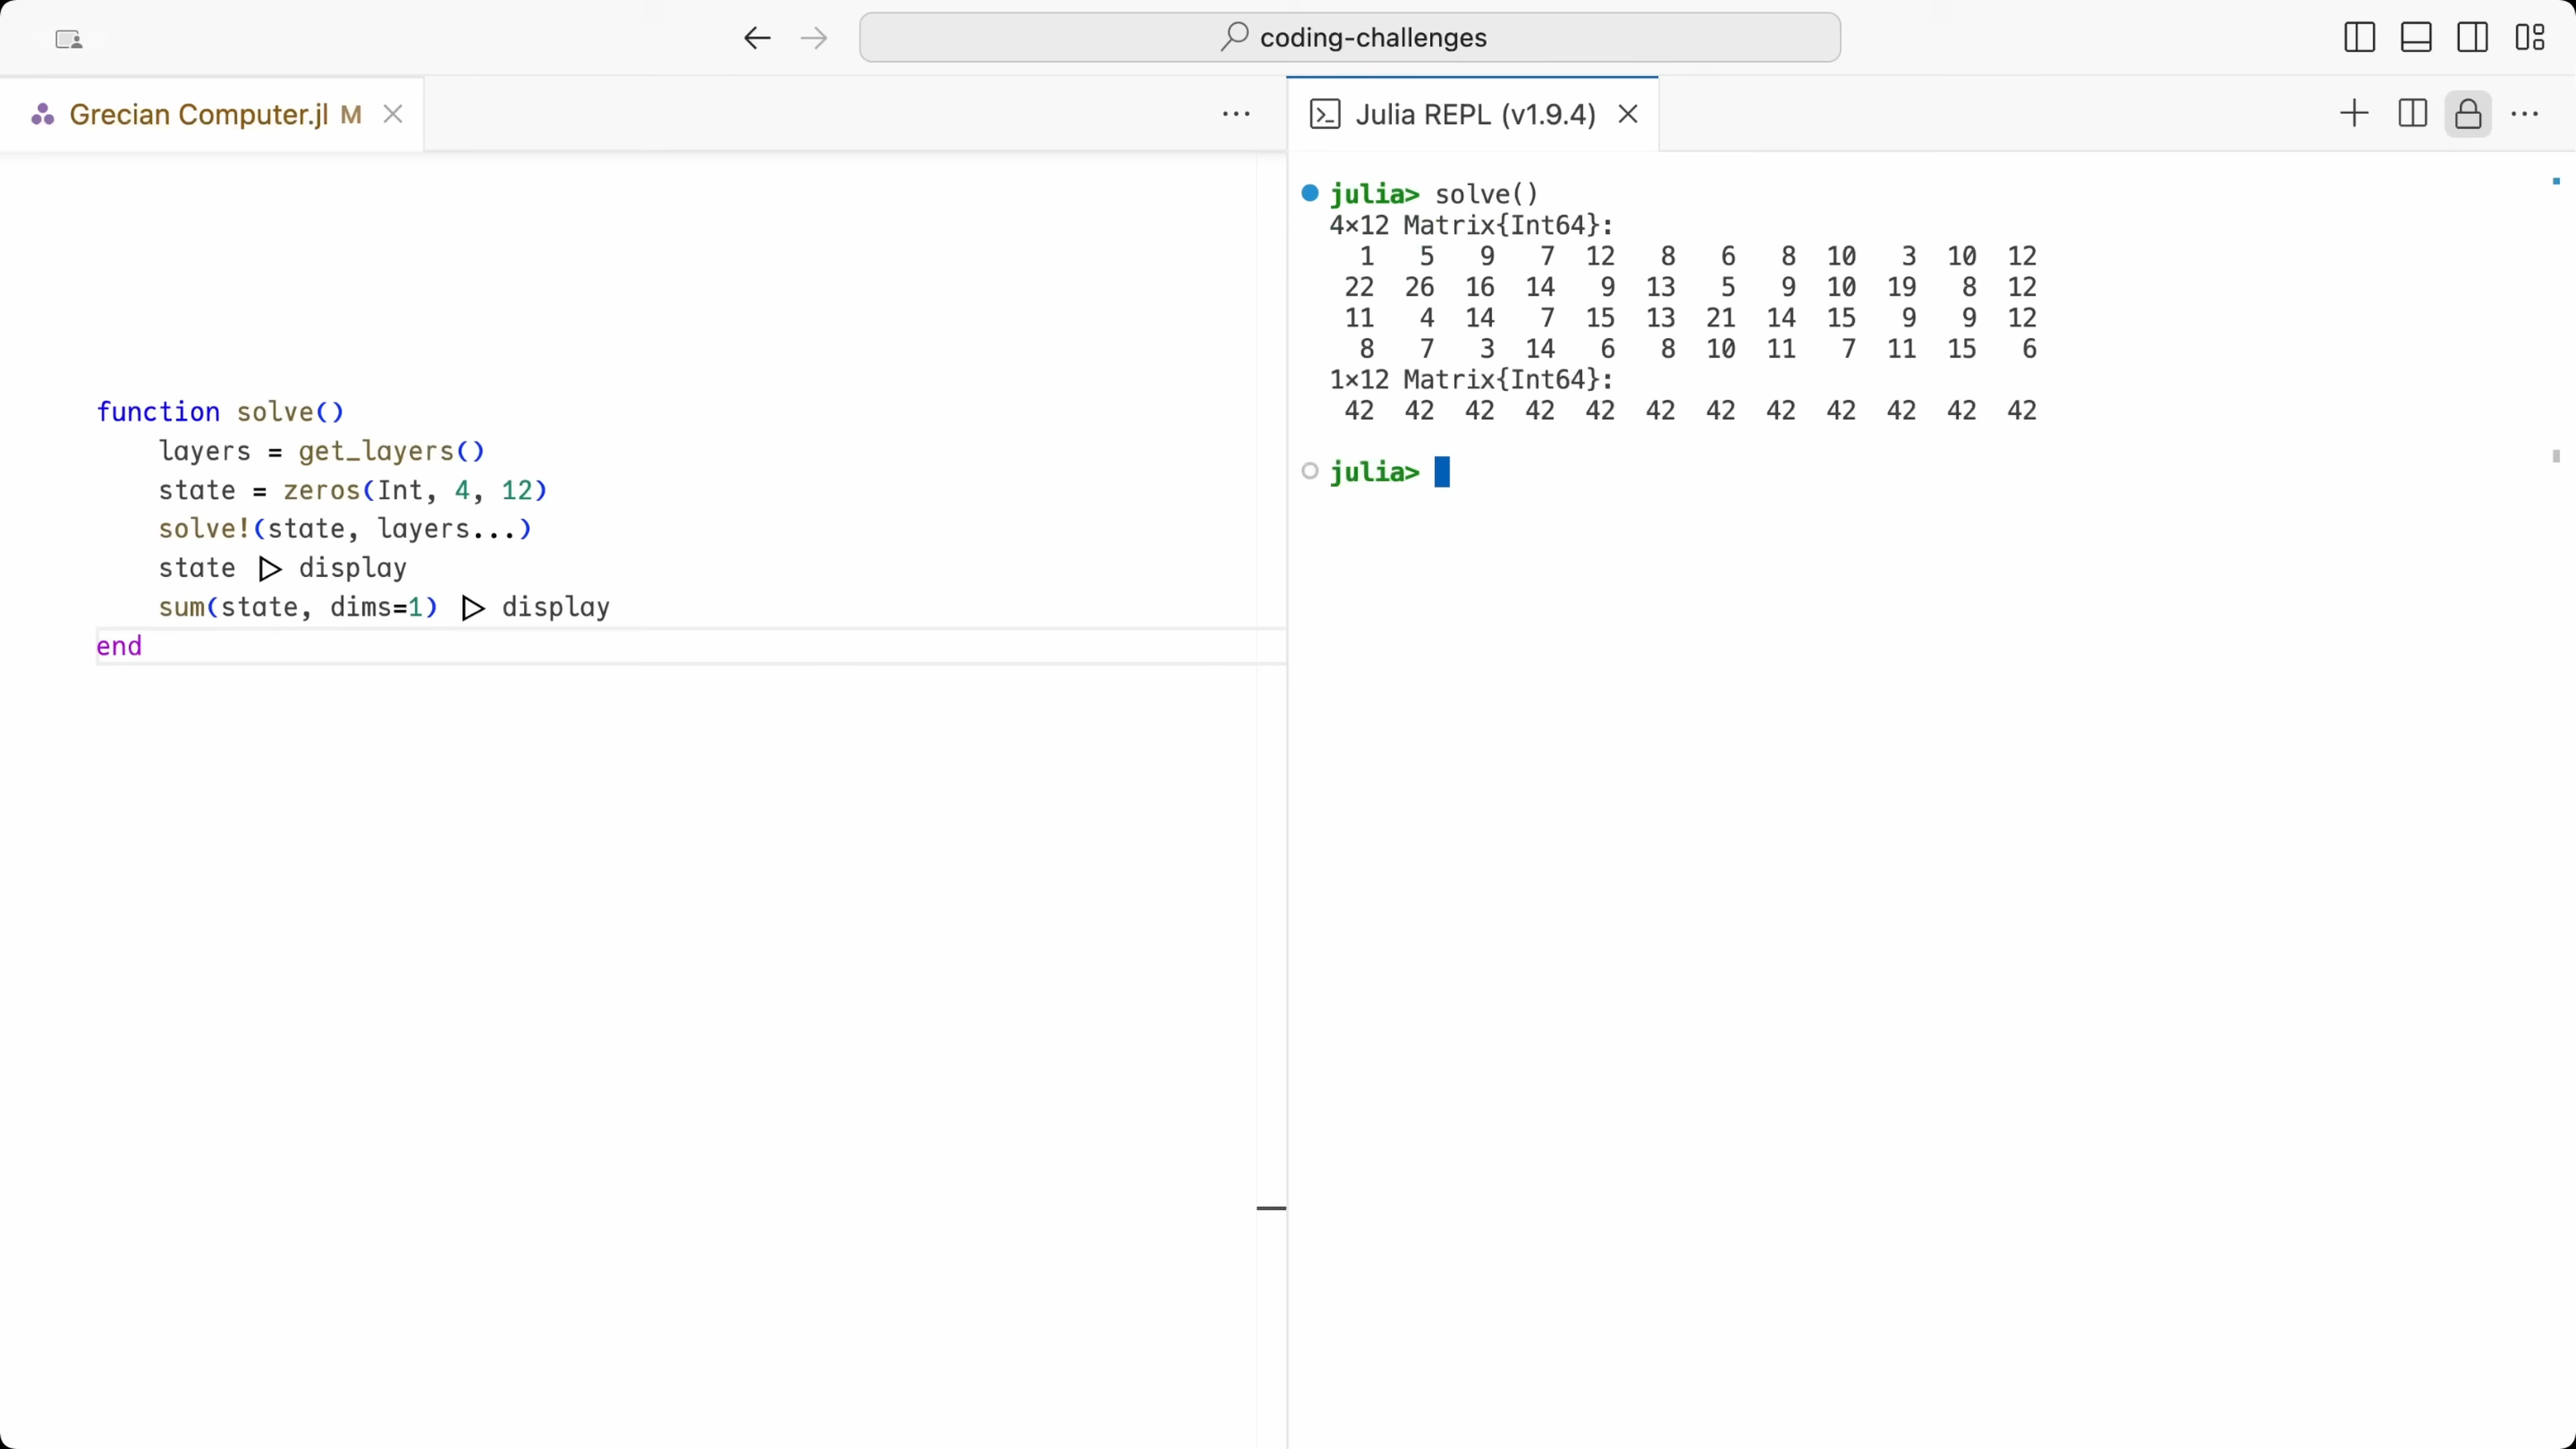 coding-challenges
Grecian Computer.jl M
Julia REPL (v1.9.4)
function solve()
    layers = get_layers()
    state = zeros(Int, 4, 12)
    solve!(state, layers...)
    state ▷ display
    sum(state, dims=1) ▷ display
end
julia> solve()
4×12 Matrix{Int64}:
  1   5   9   7  12   8   6   8  10   3  10  12
 22  26  16  14   9  13   5   9  10  19   8  12
 11   4  14   7  15  13  21  14  15   9   9  12
  8   7   3  14   6   8  10  11   7  11  15   6
1×12 Matrix{Int64}:
 42  42  42  42  42  42  42  42  42  42  42  42
julia>